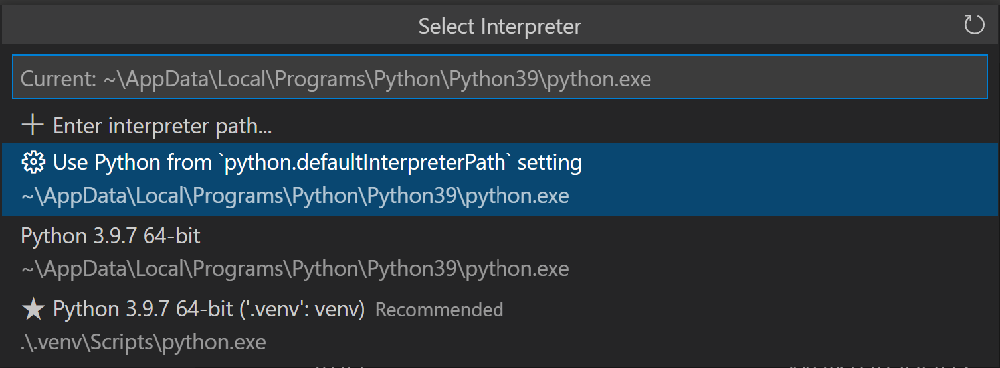 Select Interpreter
Current: ~\AppData\Local\Programs\Python\Python39\python.exe
Enter interpreter path...
Use Python from `python.defaultInterpreterPath` setting
~\AppData\Local\Programs\Python\Python39\python.exe
Python 3.9.7 64-bit
~\AppData\Local\Programs\Python\Python39\python.exe
Python 3.9.7 64-bit ('.venv': venv) Recommended
.\.venv\Scripts\python.exe